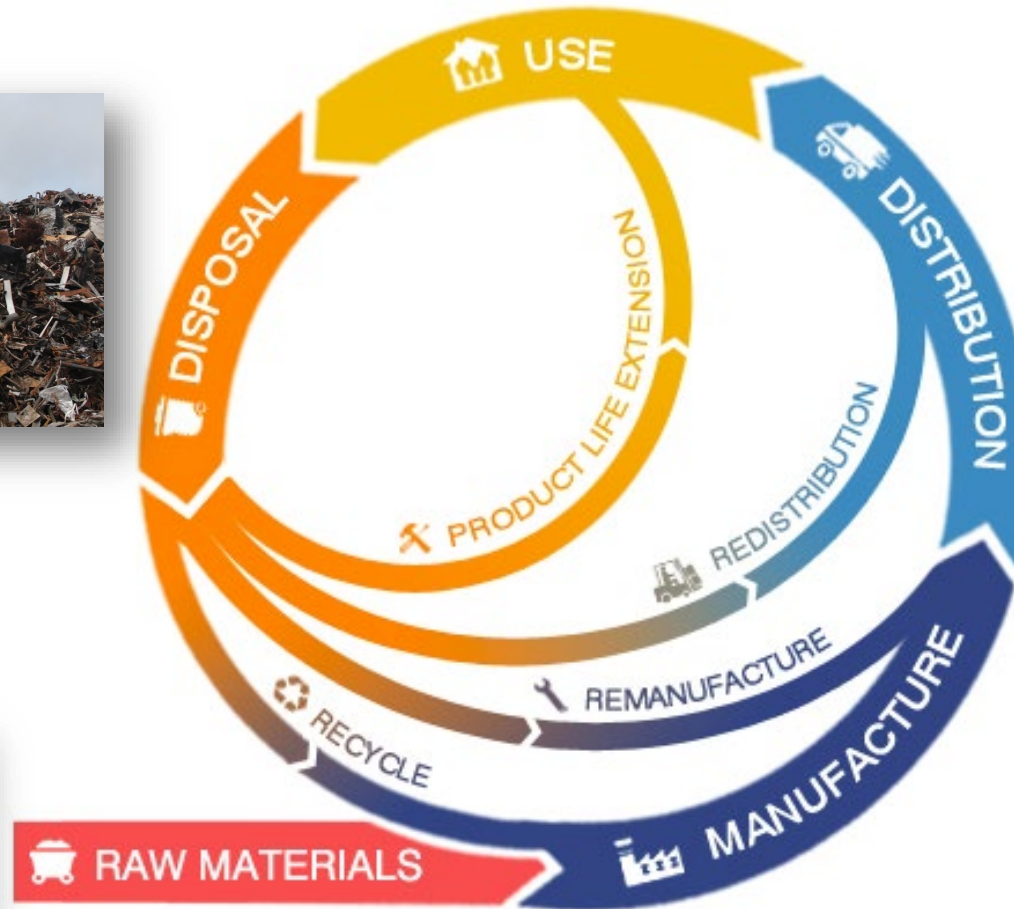 USE
DISTRIBUTION
DISPOSAL
PRODUCT LIFE EXTENSION
REDISTRIBUTION
REMANUFACTURE
RECYCLE
MANUFACTURE
RAW MATERIALS